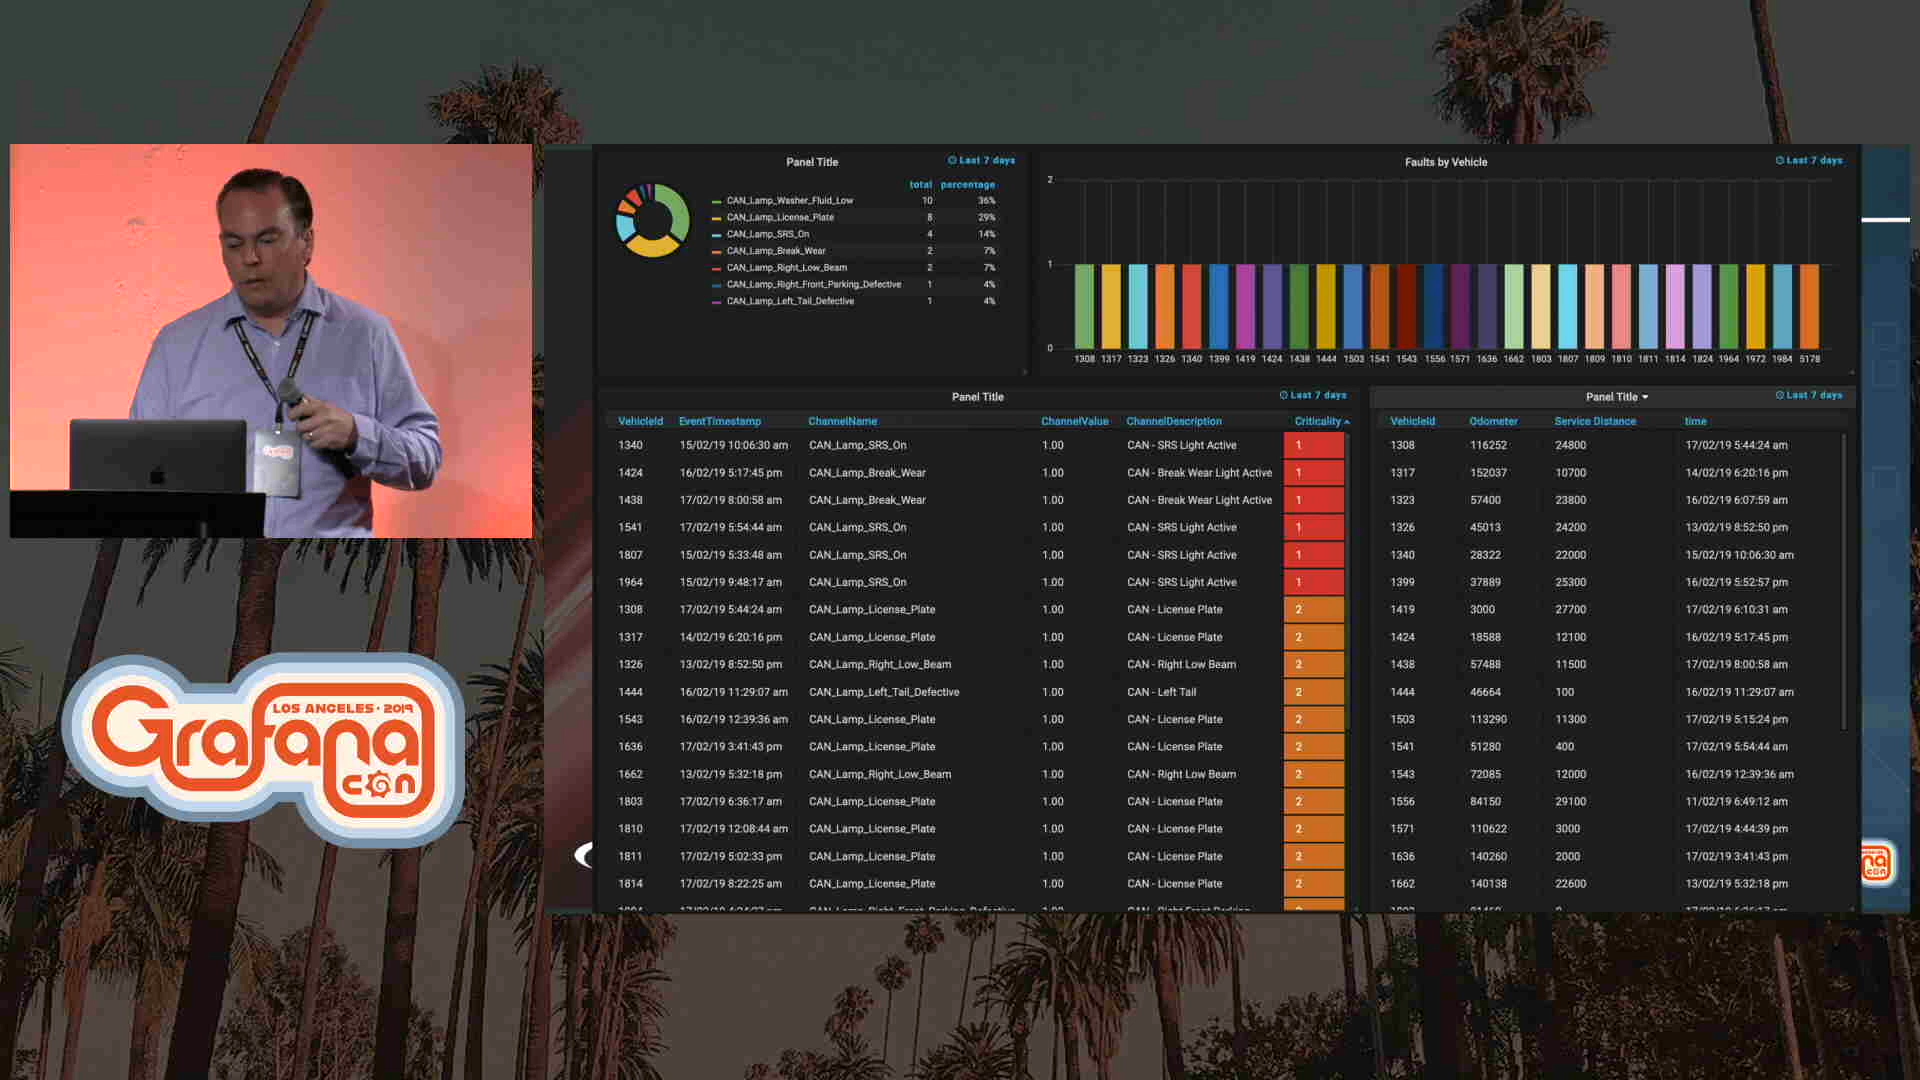 Panel Title
Last 7 days
total percentage
CAN_Lamp_Washer_Fluid_Low 10 36%
CAN_Lamp_License_Plate 8 29%
CAN_Lamp_SRS_On 4 14%
CAN_Lamp_Break_Wear 2 7%
CAN_Lamp_Right_Low_Beam 2 7%
CAN_Lamp_Right_Front_Parking_Defective 1 4%
CAN_Lamp_Left_Tail_Defective 1 4%
Faults by Vehicle
Last 7 days
2
1
0
1308 1317 1323 1326 1340 1399 1419 1424 1438 1444 1503 1541 1543 1556 1571 1636 1662 1803 1807 1809 1810 1811 1814 1824 1964 1972 1984 5178
Panel Title
Last 7 days
VehicleId EventTimestamp ChannelName ChannelValue ChannelDescription Criticality
1340 15/02/19 10:06:30 am CAN_Lamp_SRS_On 1.00 CAN - SRS Light Active 1
1424 16/02/19 5:17:45 pm CAN_Lamp_Break_Wear 1.00 CAN - Break Wear Light Active 1
1438 17/02/19 8:00:58 am CAN_Lamp_Break_Wear 1.00 CAN - Break Wear Light Active 1
1541 17/02/19 5:54:44 am CAN_Lamp_SRS_On 1.00 CAN - SRS Light Active 1
1807 15/02/19 5:33:48 am CAN_Lamp_SRS_On 1.00 CAN - SRS Light Active 1
1964 15/02/19 9:48:17 am CAN_Lamp_SRS_On 1.00 CAN - SRS Light Active 1
1308 17/02/19 5:44:24 am CAN_Lamp_License_Plate 1.00 CAN - License Plate 2
1317 14/02/19 6:20:16 pm CAN_Lamp_License_Plate 1.00 CAN - License Plate 2
1326 13/02/19 8:52:50 pm CAN_Lamp_Right_Low_Beam 1.00 CAN - Right Low Beam 2
1444 16/02/19 11:29:07 am CAN_Lamp_Left_Tail_Defective 1.00 CAN - Left Tail 2
1543 16/02/19 12:39:36 am CAN_Lamp_License_Plate 1.00 CAN - License Plate 2
1636 17/02/19 3:41:43 pm CAN_Lamp_License_Plate 1.00 CAN - License Plate 2
1662 13/02/19 5:32:18 pm CAN_Lamp_Right_Low_Beam 1.00 CAN - Right Low Beam 2
1803 17/02/19 6:36:17 am CAN_Lamp_License_Plate 1.00 CAN - License Plate 2
1810 17/02/19 12:08:44 am CAN_Lamp_License_Plate 1.00 CAN - License Plate 2
1811 17/02/19 5:02:33 pm CAN_Lamp_License_Plate 1.00 CAN - License Plate 2
1814 17/02/19 8:22:25 am CAN_Lamp_License_Plate 1.00 CAN - License Plate 2
Panel Title
Last 7 days
VehicleId Odometer Service Distance time
1308 116252 24800 17/02/19 5:44:24 am
1317 152037 10700 14/02/19 6:20:16 pm
1323 57400 23800 16/02/19 6:07:59 am
1326 45013 24200 13/02/19 8:52:50 pm
1340 28322 22000 15/02/19 10:06:30 am
1399 37889 25300 16/02/19 5:52:57 pm
1419 3000 27700 17/02/19 6:10:31 am
1424 18588 12100 16/02/19 5:17:45 pm
1438 57488 11500 17/02/19 8:00:58 am
1444 46664 100 16/02/19 11:29:07 am
1503 113290 11300 17/02/19 5:15:24 pm
1541 51280 400 17/02/19 5:54:44 am
1543 72085 12000 16/02/19 12:39:36 am
1556 84150 29100 11/02/19 6:49:12 am
1571 110622 3000 17/02/19 4:44:39 pm
1636 140260 2000 17/02/19 3:41:43 pm
1662 140138 22600 13/02/19 5:32:18 pm
LOS ANGELES · 2019
Grafana
con
na
con